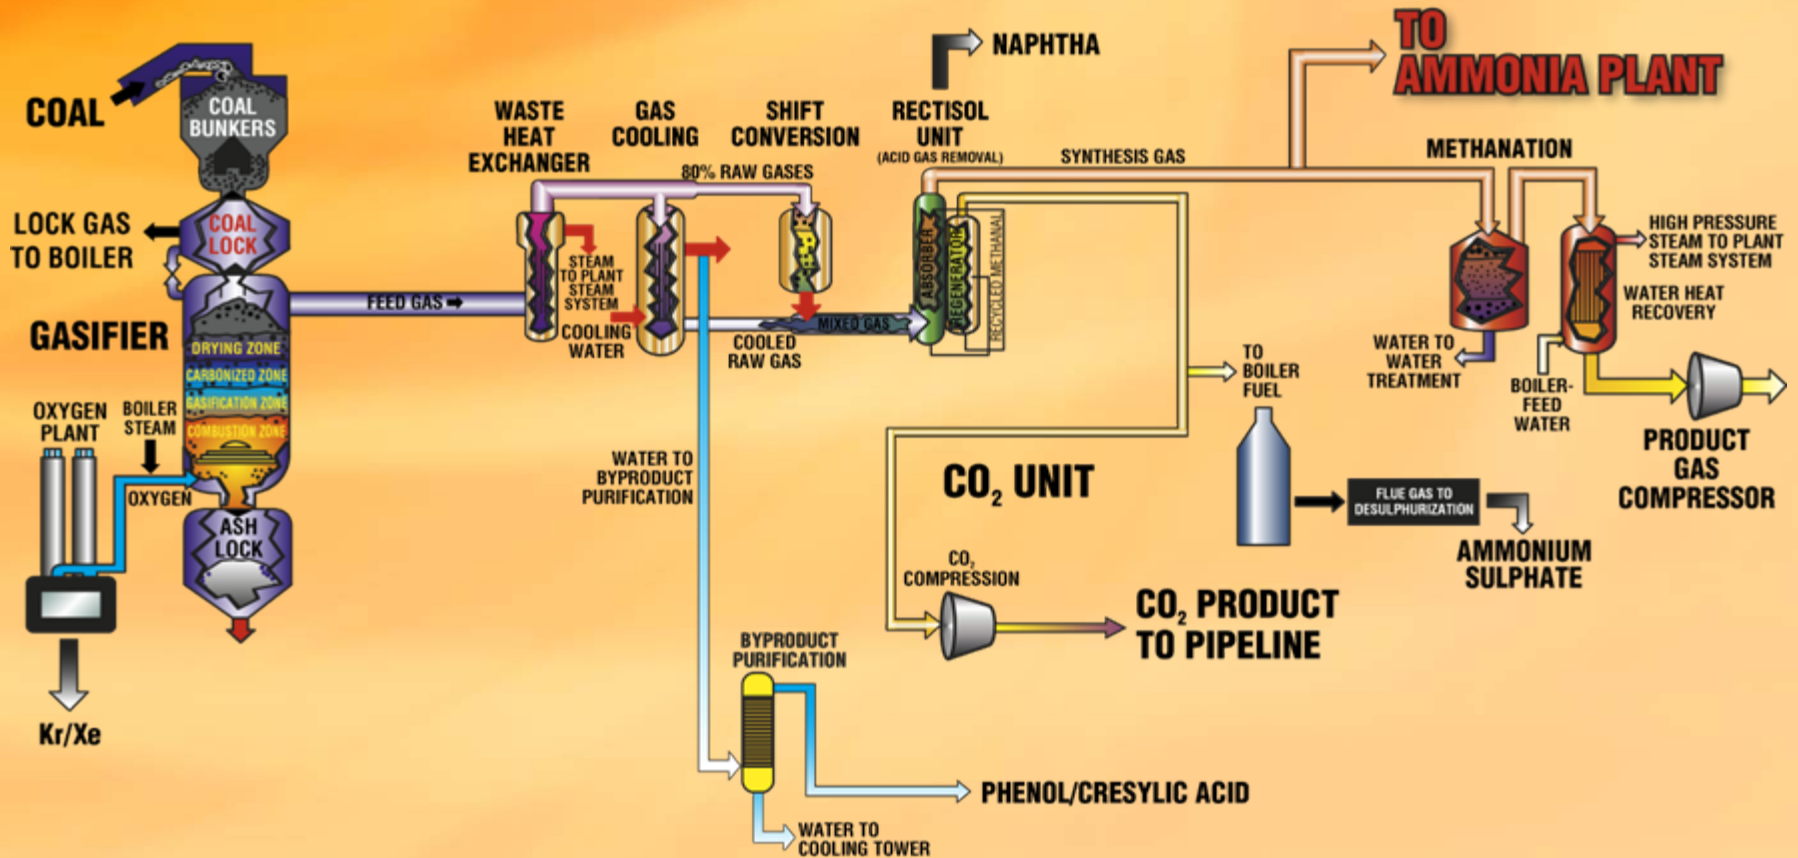 COAL
COAL
BUNKERS
LOCK GAS
TO BOILER
COAL
LOCK
GASIFIER
DRYING ZONE
CARBONIZED ZONE
GASIFICATION ZONE
COMBUSTION ZONE
OXYGEN
PLANT
BOILER
STEAM
OXYGEN
ASH
LOCK
Kr/Xe
FEED GAS
WASTE
HEAT
EXCHANGER
GAS
COOLING
SHIFT
CONVERSION
80% RAW GASES
STEAM
TO PLANT
STEAM
SYSTEM
COOLING
WATER
COOLED
RAW GAS
MIXED GAS
NAPHTHA
RECTISOL
UNIT
(ACID GAS REMOVAL)
ABSORBER
REGENERATOR
RECYCLED METHANAL
SYNTHESIS GAS
TO
AMMONIA PLANT
METHANATION
HIGH PRESSURE
STEAM TO PLANT
STEAM SYSTEM
WATER HEAT
RECOVERY
WATER TO
WATER
TREATMENT
BOILER-
FEED
WATER
PRODUCT
GAS
COMPRESSOR
TO
BOILER
FUEL
FLUE GAS TO
DESULPHURIZATION
AMMONIUM
SULPHATE
CO₂ UNIT
CO₂
COMPRESSION
CO₂ PRODUCT
TO PIPELINE
WATER TO
BYPRODUCT
PURIFICATION
BYPRODUCT
PURIFICATION
PHENOL/CRESYLIC ACID
WATER TO
COOLING TOWER